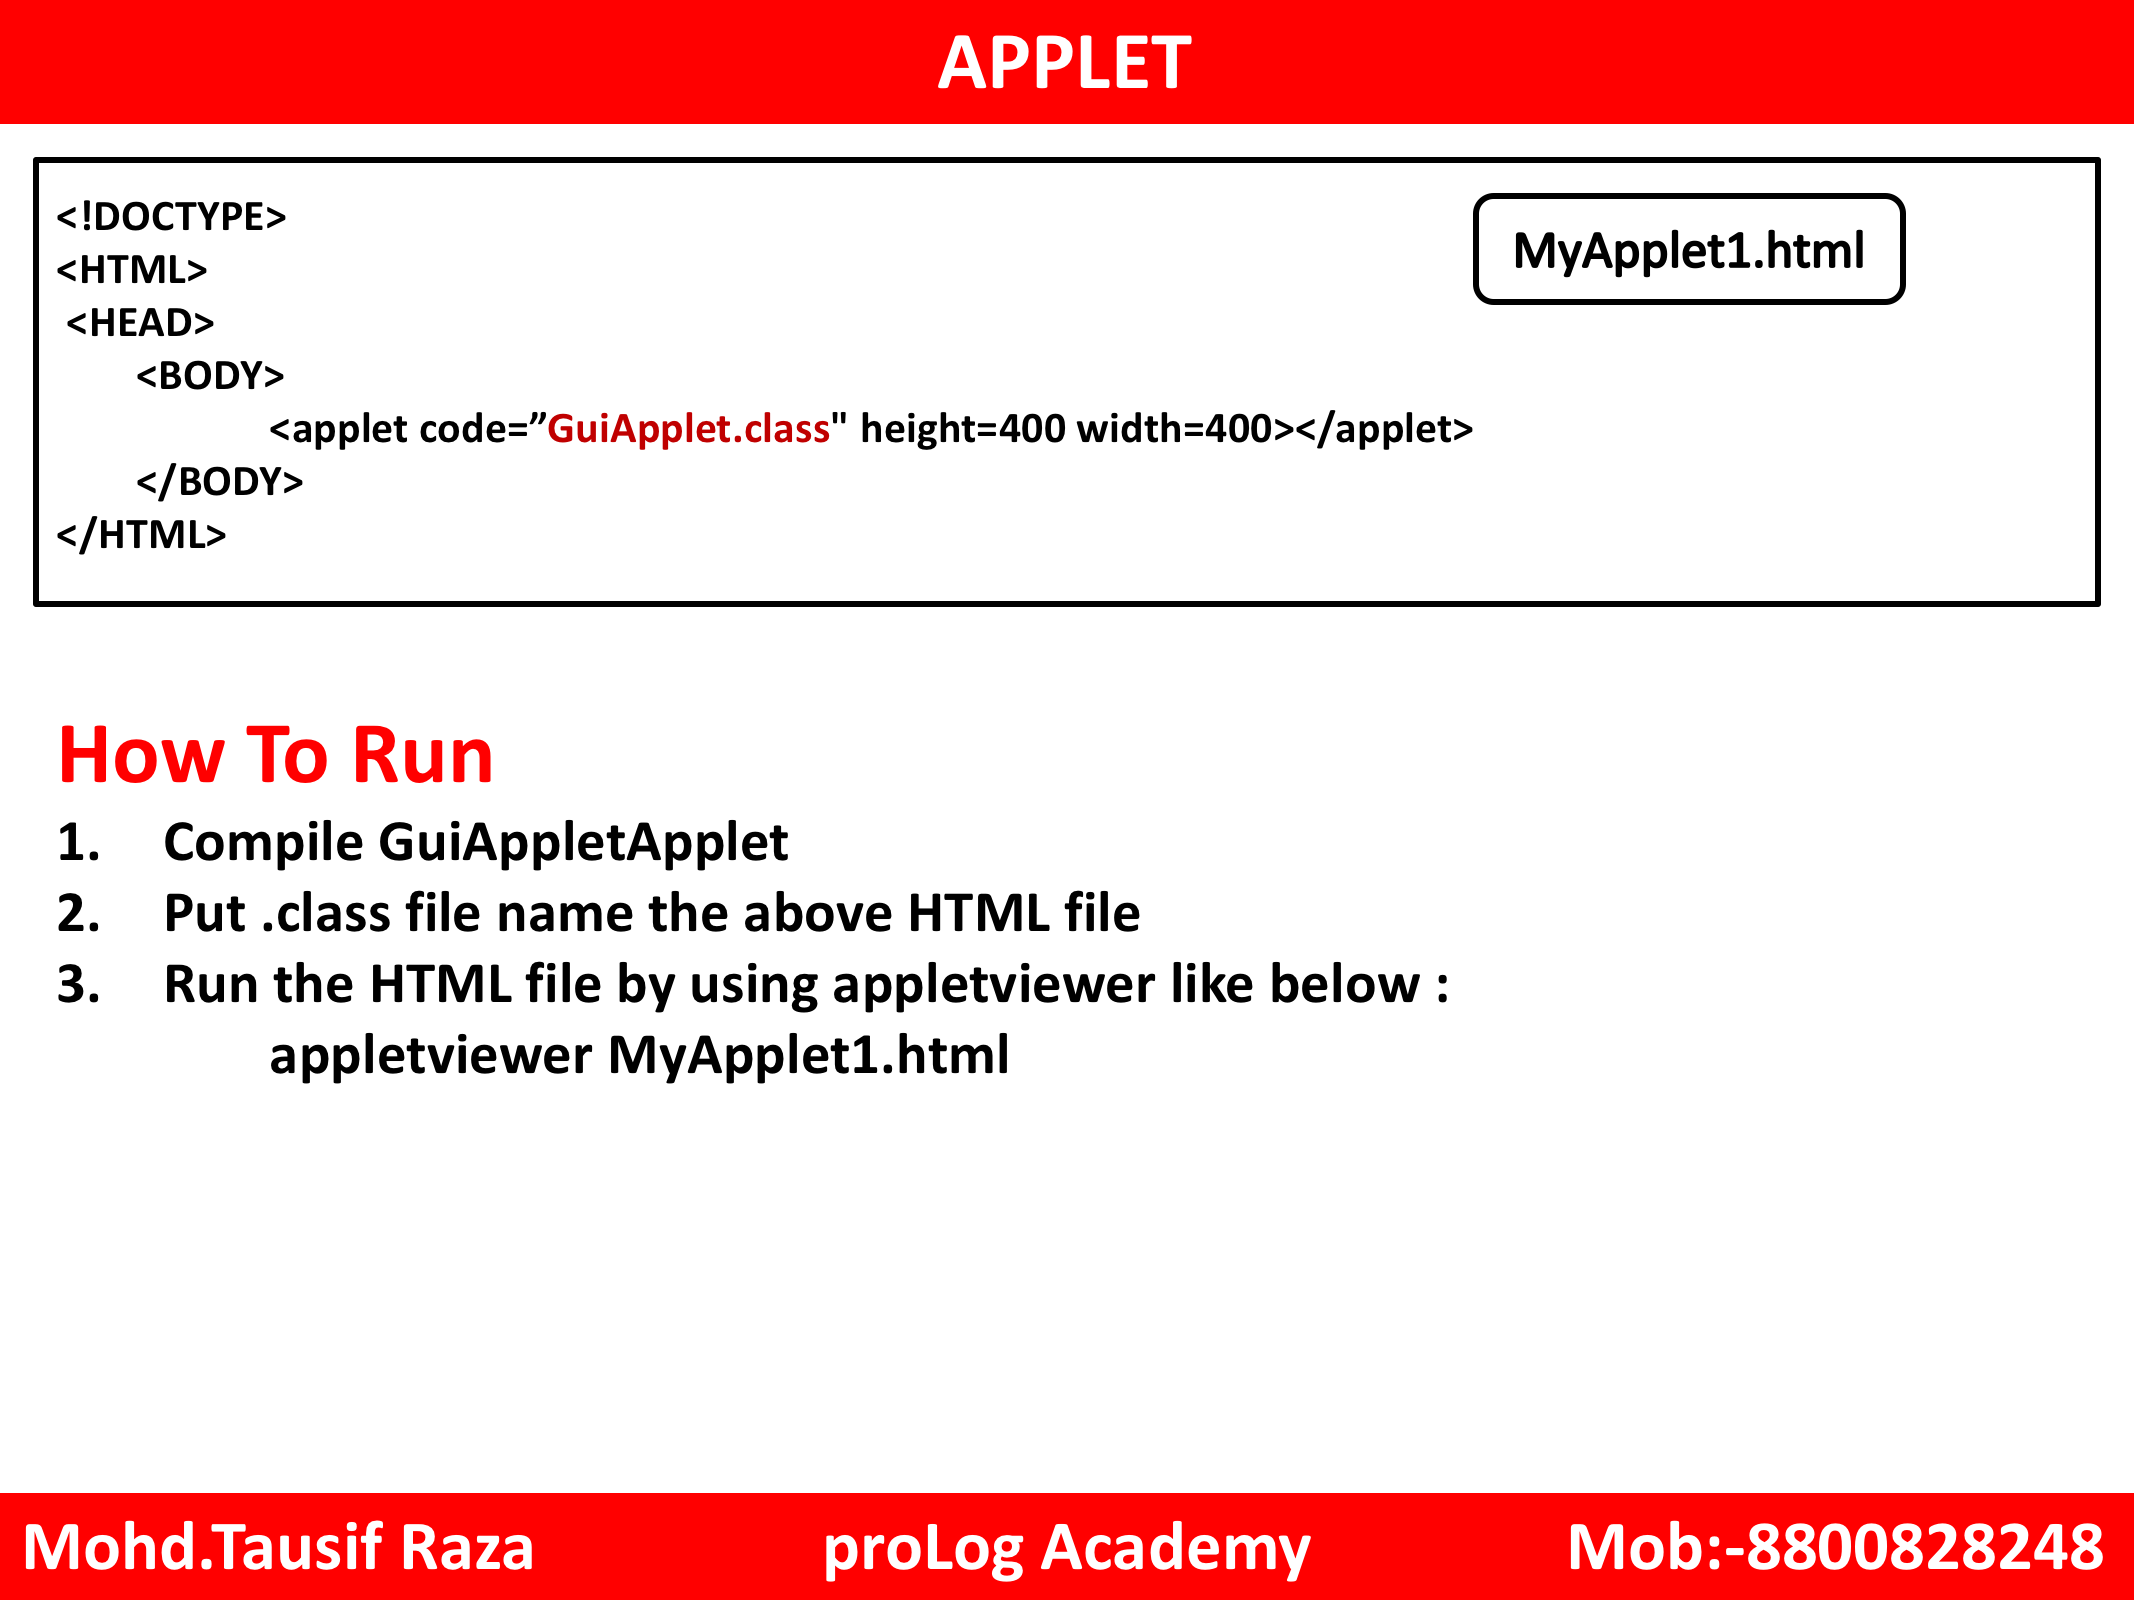 APPLET
<!DOCTYPE>
MyApplet1.html
<HTML>
<HEAD>
<BODY>
<applet code=”GuiApplet.class" height=400 width=400></applet>
</BODY>
</HTML>
How To Run
1. Compile GuiAppletApplet
2. Put .class file name the above HTML file
3. Run the HTML file by using appletviewer like below :
appletviewer MyApplet1.html
Mohd.Tausif Raza proLog Academy Mob:-8800828248